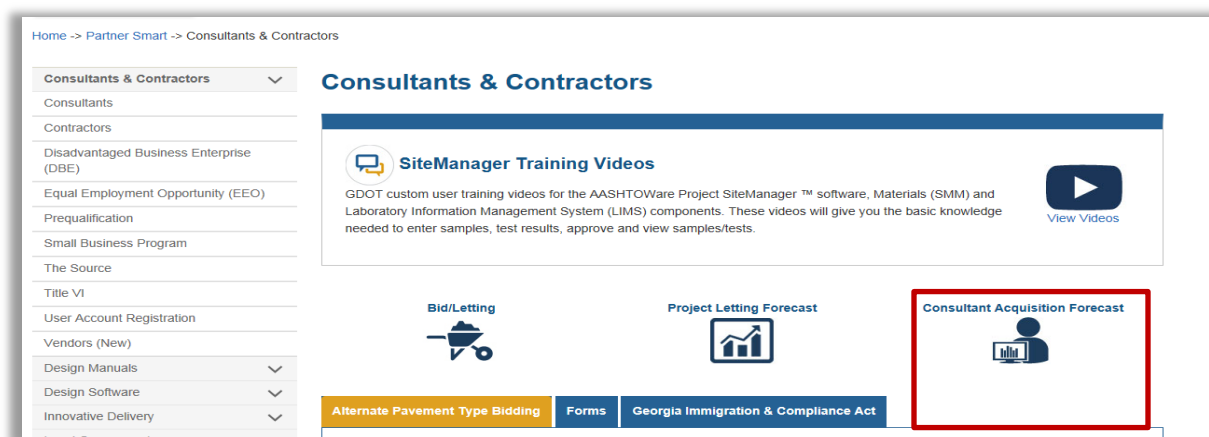 Home -> Partner Smart -> Consultants & Contractors
Consultants & Contractors
Consultants
Contractors
Disadvantaged Business Enterprise
(DBE)
Equal Employment Opportunity (EEO)
Prequalification
Small Business Program
The Source
Title VI
User Account Registration
Vendors (New)
Design Manuals
Design Software
Innovative Delivery
Consultants & Contractors
SiteManager Training Videos
GDOT custom user training videos for the AASHTOWare Project SiteManager ™ software, Materials (SMM) and
Laboratory Information Management System (LIMS) components. These videos will give you the basic knowledge
needed to enter samples, test results, approve and view samples/tests.
View Videos
Bid/Letting
Project Letting Forecast
Consultant Acquisition Forecast
Alternate Pavement Type Bidding
Forms
Georgia Immigration & Compliance Act